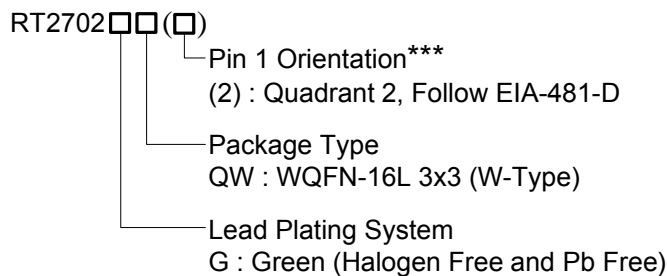 RT2702□□(□)
Pin 1 Orientation***
(2) : Quadrant 2, Follow EIA-481-D
Package Type
QW : WQFN-16L 3x3 (W-Type)
Lead Plating System
G : Green (Halogen Free and Pb Free)